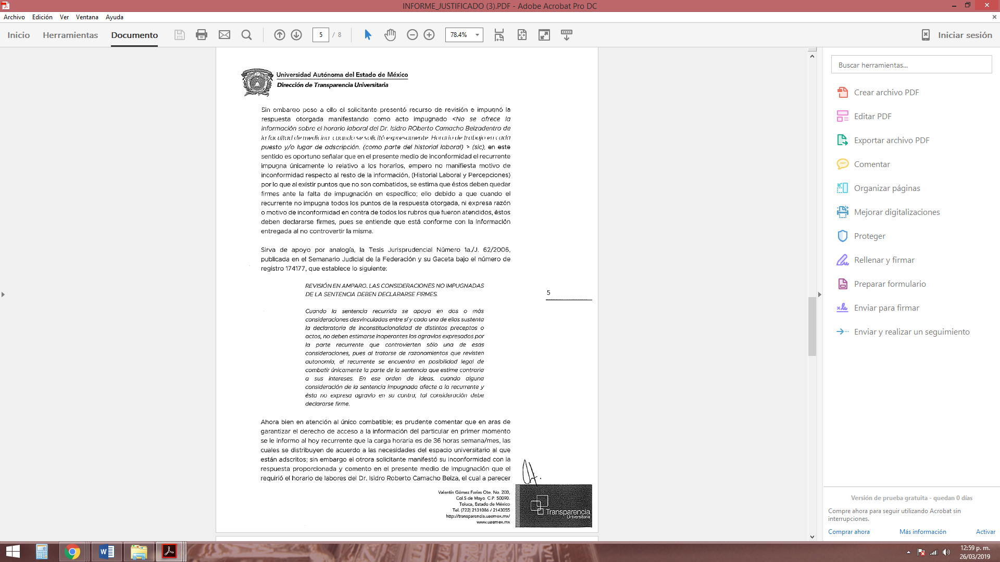 INFORME_JUSTIFICADO (3).PDF - Adobe Acrobat Pro DC
Archivo Edición Ver Ventana Ayuda
Inicio Herramientas Documento 5 / 8 78.4% Iniciar sesión
Universidad Autónoma del Estado de México
Dirección de Transparencia Universitaria
Sin embargo pese a ello el solicitante presentó recurso de revisión e impugnó la
respuesta otorgada manifestando como acto impugnado <No se ofrece la
información sobre el horario laboral del Dr. Isidro ROberto Camacho Beizadentro de
la facultad de medicina, cuando se solicitó expresamente. Horario de trabajo en cada
puesto y/o lugar de adscripción. (como parte del historial laboral) > (sic), en este
sentido es oportuno señalar que en el presente medio de inconformidad el recurrente
impugna únicamente lo relativo a los horarios, empero no manifiesta motivo de
inconformidad respecto al resto de la información, (Historial Laboral y Percepciones)
por lo que al existir puntos que no son combatidos, se estima que éstos deben quedar
firmes ante la falta de impugnación en específico; ello debido a que cuando el
recurrente no impugna todos los puntos de la respuesta otorgada, ni expresa razón
o motivo de inconformidad en contra de todos los rubros que fueron atendidos, éstos
deben declararse firmes, pues se entiende que está conforme con la información
entregada al no controvertir la misma.
Sirva de apoyo por analogía, la Tesis Jurisprudencial Número 1a./J. 62/2006,
publicada en el Semanario Judicial de la Federación y su Gaceta bajo el número de
registro 174177, que establece lo siguiente:
REVISIÓN EN AMPARO. LAS CONSIDERACIONES NO IMPUGNADAS
DE LA SENTENCIA DEBEN DECLARARSE FIRMES.
5
Cuando la sentencia recurrida se apoya en dos o más
consideraciones desvinculadas entre sí y cada una de ellas sustenta
la declaratoria de inconstitucionalidad de distintos preceptos o
actos, no deben estimarse inoperantes los agravios expresados por
la parte recurrente que controvierten sólo una de esas
consideraciones, pues al tratarse de razonamientos que revisten
autonomía, el recurrente se encuentra en posibilidad legal de
combatir únicamente la parte de la sentencia que estime contraria
a sus intereses. En ese orden de ideas, cuando alguna
consideración de la sentencia impugnada afecte a la recurrente y
ésta no expresa agravio en su contra, tal consideración debe
declararse firme.
Ahora bien en atención al único combatible; es prudente comentar que en aras de
garantizar el derecho de acceso a la información del particular en primer momento
se le informo al hoy recurrente que la carga horaria es de 36 horas semana/mes, las
cuales se distribuyen de acuerdo a las necesidades del espacio universitario al que
están adscritos; sin embargo el otrora solicitante manifestó su inconformidad con la
respuesta proporcionada y comento en el presente medio de impugnación que el
requirió el horario de labores del Dr. Isidro Roberto Camacho Beiza, el cual a parecer
Valentín Gómez Farías Ote. No. 200,
Col.5 de Mayo. C.P. 50090.
Toluca, Estado de México
Tel. (722) 2131086 / 2143055
http://transparencia.uaemex.mx/
www.uaemex.mx
Transparencia
Universitaria
Buscar herramientas...
Crear archivo PDF
Editar PDF
Exportar archivo PDF
Comentar
Organizar páginas
Mejorar digitalizaciones
Proteger
Rellenar y firmar
Preparar formulario
Enviar para firmar
Enviar y realizar un seguimiento
Versión de prueba gratuita - quedan 0 días
Compre ahora para seguir utilizando Acrobat sin
interrupciones.
Comprar ahora Más información Activar
12:59 p. m.
26/03/2019